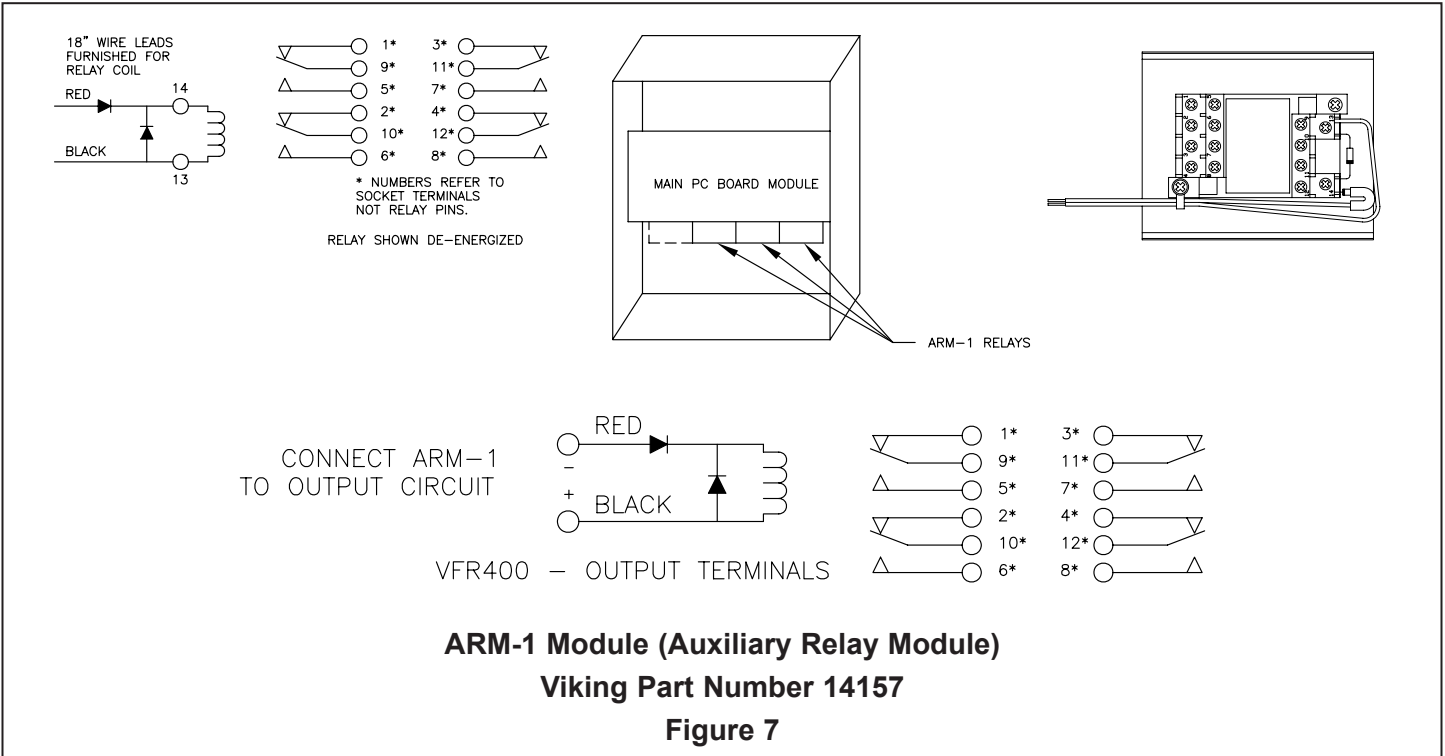 18" WIRE LEADS
FURNISHED FOR
RELAY COIL
RED
14
BLACK
13
1*
3*
9*
11*
5*
7*
2*
4*
10*
12*
6*
8*
* NUMBERS REFER TO
SOCKET TERMINALS
NOT RELAY PINS.
RELAY SHOWN DE-ENERGIZED
MAIN PC BOARD MODULE
ARM-1 RELAYS
CONNECT ARM-1
TO OUTPUT CIRCUIT
RED
-
+
BLACK
VFR400 - OUTPUT TERMINALS
1*
3*
9*
11*
5*
7*
2*
4*
10*
12*
6*
8*
ARM-1 Module (Auxiliary Relay Module)
Viking Part Number 14157
Figure 7